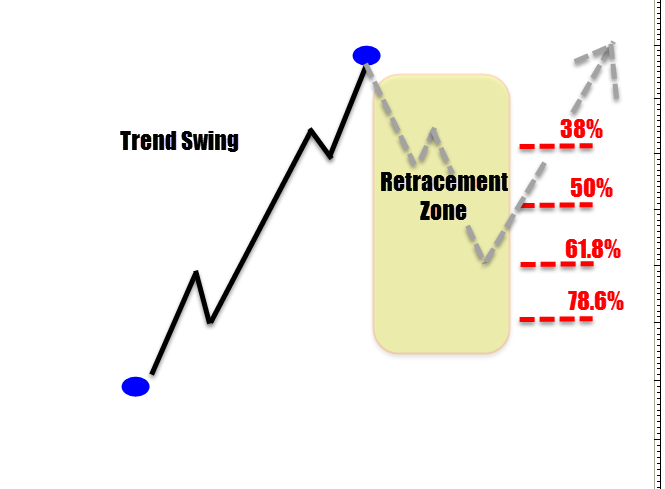 38%
Trend Swing
Retracement
Zone
50%
61.8%
78.6%